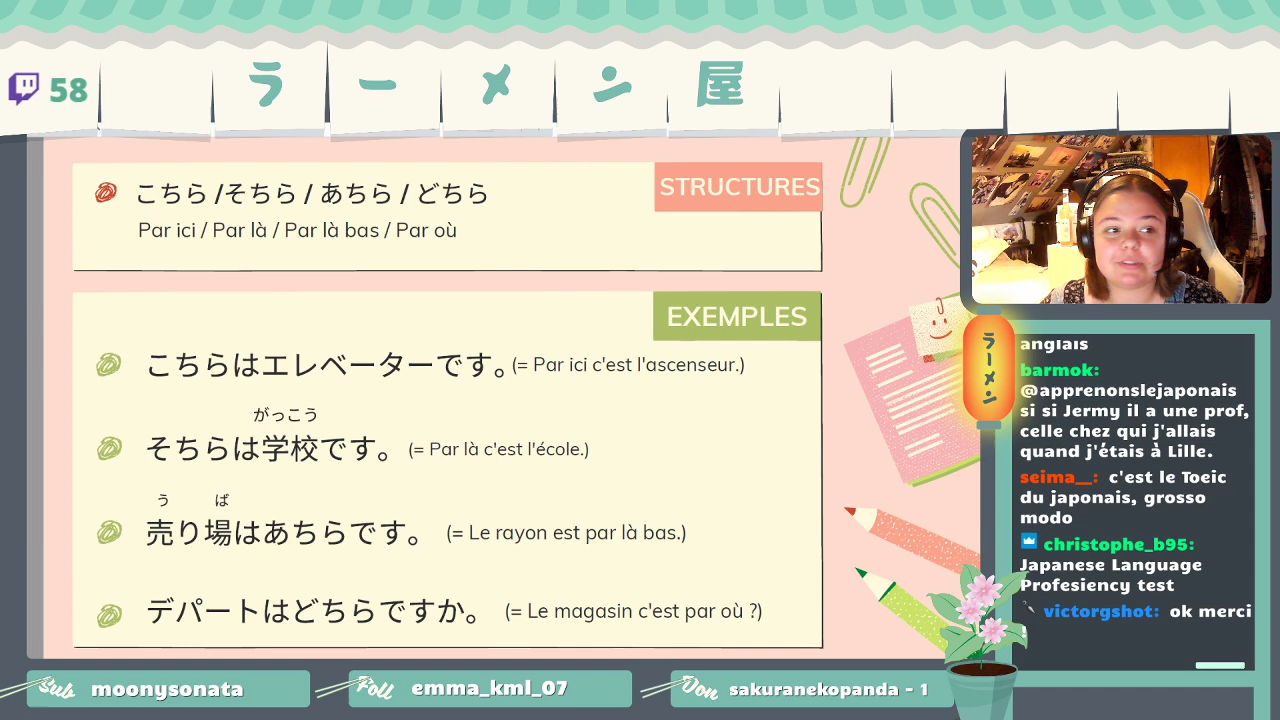 58
ラーメン屋
こちら /そちら / あちら / どちら
STRUCTURES
Par ici / Par là / Par là bas / Par où
EXEMPLES
こちらはエレベーターです。(= Par ici c'est l'ascenseur.)
がっこう
そちらは学校です。 (= Par là c'est l'école.)
う ば
売り場はあちらです。 (= Le rayon est par là bas.)
デパートはどちらですか。 (= Le magasin c'est par où ?)
ラーメン
anglais
barmok:
@apprenonslejaponais
si si Jermy il a une prof,
celle chez qui j'allais
quand j'étais à Lille.
seima__: c'est le Toeic
du japonais, grosso
modo
christophe_b95:
Japanese Language
Profesiency test
victorgshot: ok merci
!
Sub moonysonata
Foll emma_kml_07
Don sakuranekopanda - 1